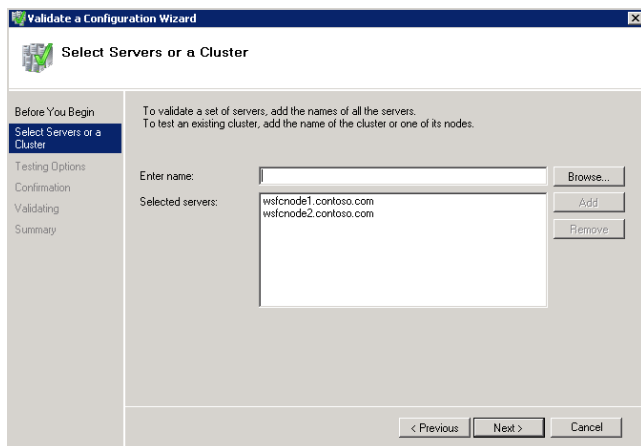 Validate a Configuration Wizard
Select Servers or a Cluster
Before You Begin
Select Servers or a
Cluster
Testing Options
Confirmation
Validating
Summary
To validate a set of servers, add the names of all the servers.
To test an existing cluster, add the name of the cluster or one of its nodes.
Enter name:
Browse...
Selected servers:
wsfcnode1.contoso.com
wsfcnode2.contoso.com
Add
Remove
< Previous
Next >
Cancel